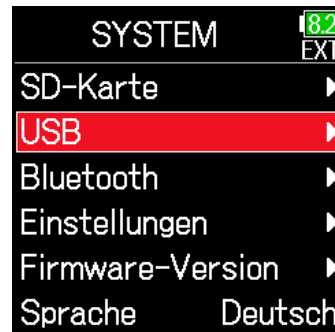 SYSTEM
8.2
EXT
SD-Karte
USB
Bluetooth
Einstellungen
Firmware-Version
Sprache Deutsch